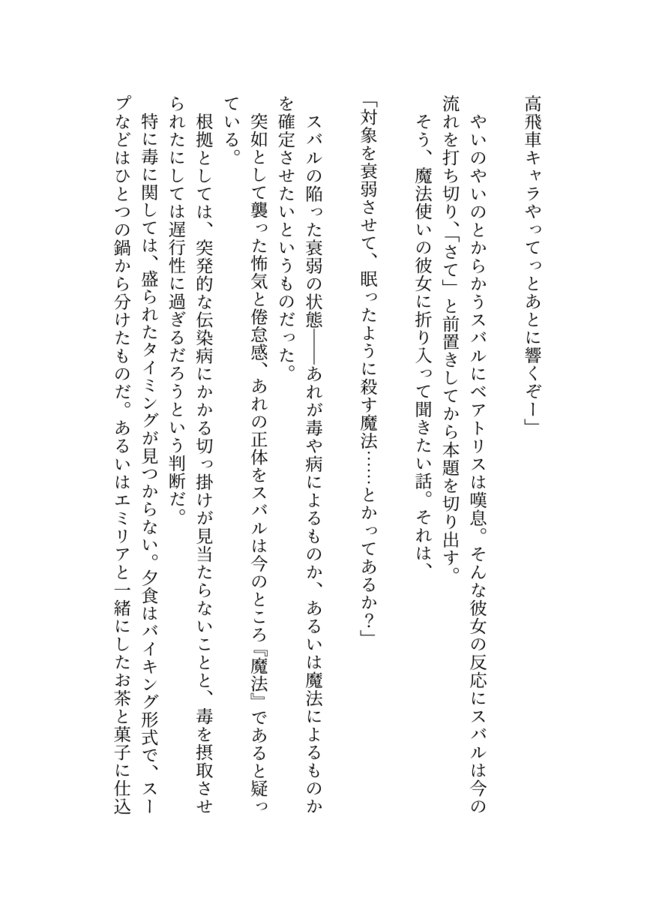 高飛車キャラやってっとあとに響くぞー」
やいのやいのとからかうスバルにベアトリスは嘆息。そんな彼女の反応にスバルは今の
流れを打ち切り、「さて」と前置きしてから本題を切り出す。
そう、魔法使いの彼女に折り入って聞きたい話。それは、
「対象を衰弱させて、眠ったように殺す魔法……とかってあるか？」
スバルの陥った衰弱の状態――あれが毒や病によるものか、あるいは魔法によるものか
を確定させたいというものだった。
突如として襲った怖気と倦怠感、あれの正体をスバルは今のところ『魔法』であると疑っ
ている。
根拠としては、突発的な伝染病にかかる切っ掛けが見当たらないことと、毒を摂取させ
られたにしては遅行性に過ぎるだろうという判断だ。
特に毒に関しては、盛られたタイミングが見つからない。夕食はバイキング形式で、スー
プなどはひとつの鍋から分けたものだ。あるいはエミリアと一緒にしたお茶と菓子に仕込